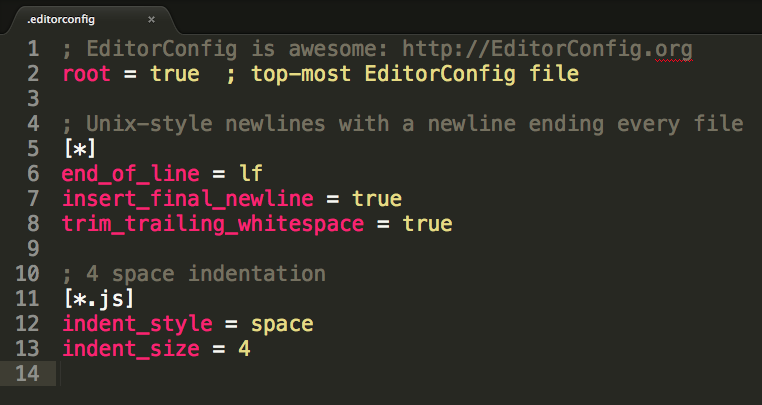 .editorconfig ×
1 ; EditorConfig is awesome: http://EditorConfig.org
2 root = true  ; top-most EditorConfig file
3
4 ; Unix-style newlines with a newline ending every file
5 [*]
6 end_of_line = lf
7 insert_final_newline = true
8 trim_trailing_whitespace = true
9
10 ; 4 space indentation
11 [*.js]
12 indent_style = space
13 indent_size = 4
14